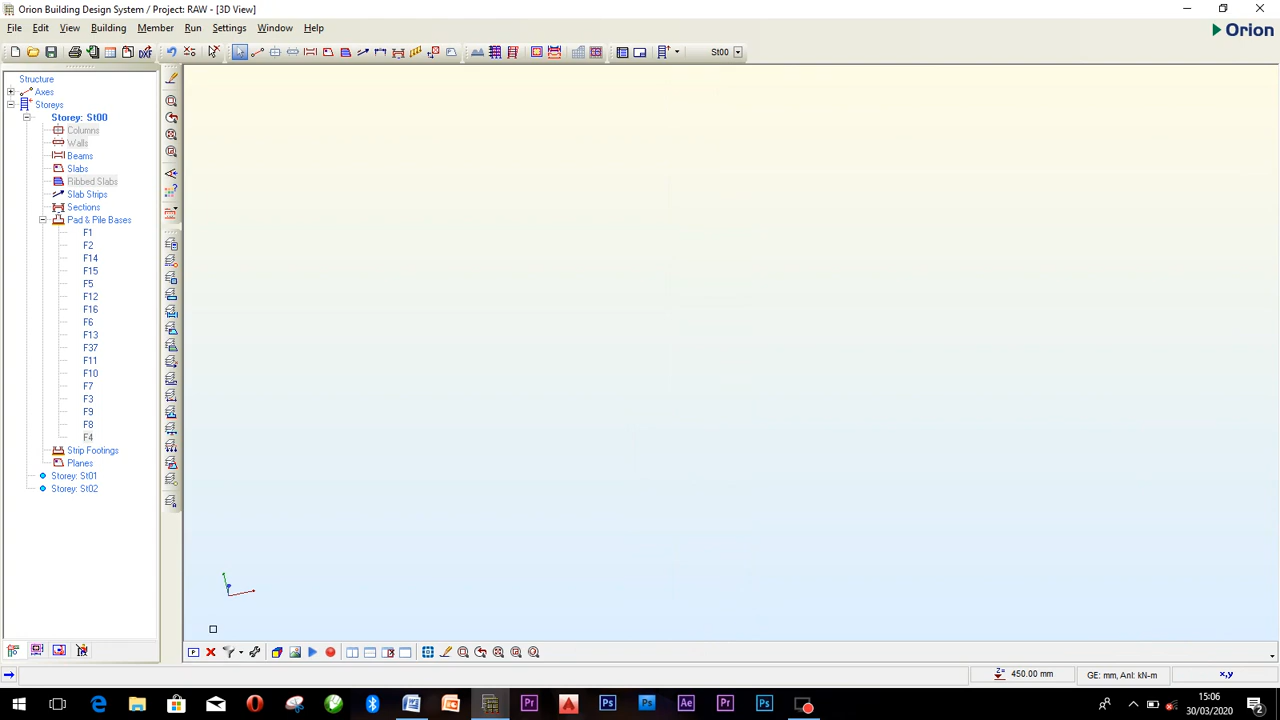 Orion Building Design System / Project: RAW - [3D View]
File Edit View Building Member Run Settings Window Help
Orion
St00
Structure
Axes
Storeys
Storey: St00
Columns
Walls
Beams
Slabs
Ribbed Slabs
Slab Strips
Sections
Pad & Pile Bases
F1
F2
F14
F15
F5
F12
F16
F6
F13
F37
F11
F10
F7
F3
F9
F8
F4
Strip Footings
Planes
Storey: St01
Storey: St02
Z= 450.00 mm
GE: mm, Anl: kN-m
x,y
15:06
30/03/2020